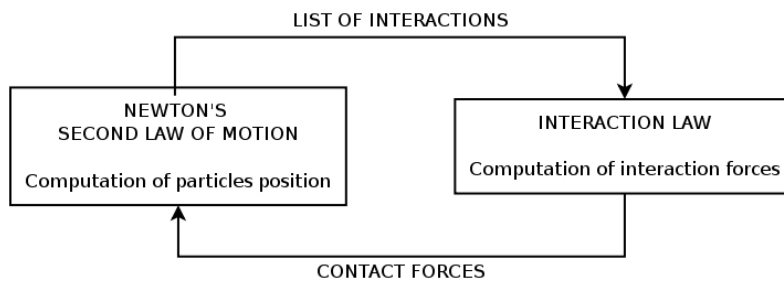 LIST OF INTERACTIONS
NEWTON'S
SECOND LAW OF MOTION
Computation of particles position
INTERACTION LAW
Computation of interaction forces
CONTACT FORCES